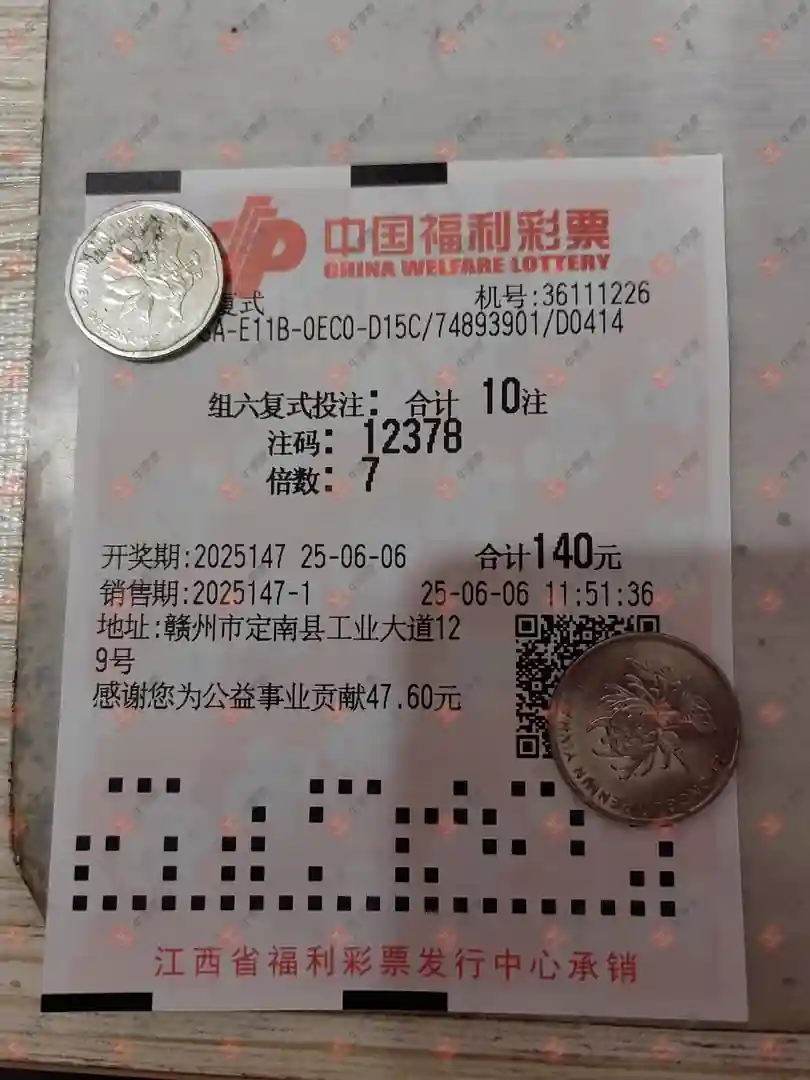 中国福利彩票
CHINA WELFARE LOTTERY
复式 机号:36111226
A-E11B-0EC0-D15C/74893901/D0414
组六复式投注: 合计 10注
注码: 12378
倍数: 7
开奖期:2025147 25-06-06 合计140元
销售期:2025147-1 25-06-06 11:51:36
地址:赣州市定南县工业大道12
9号
感谢您为公益事业贡献47.60元
江西省福利彩票发行中心承销